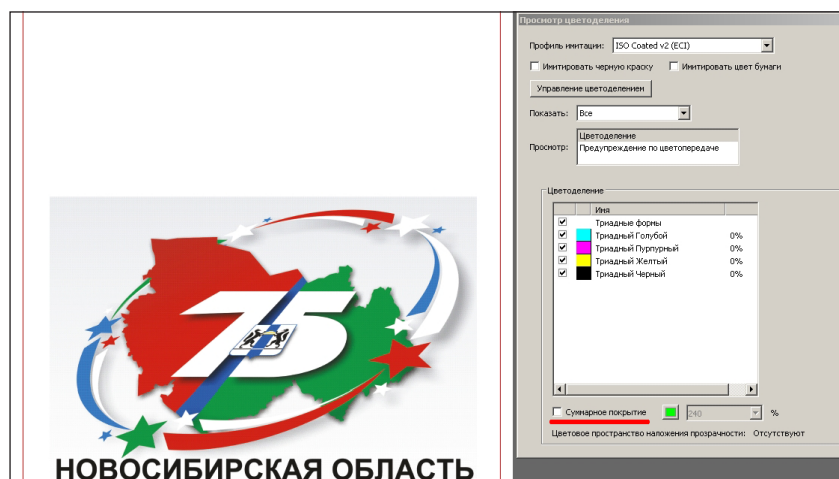 Просмотр цветоделения
Профиль имитации: ISO Coated v2 (ECI)
Имитировать черную краску Имитировать цвет бумаги
Управление цветоделением
Показать: Все
Просмотр: Цветоделение
Предупреждение по цветопередаче
Цветоделение
Имя
Триадные формы
Триадный Голубой 0%
Триадный Пурпурный 0%
Триадный Желтый 0%
Триадный Черный 0%
Суммарное покрытие 240 %
Цветовое пространство наложения прозрачности: Отсутствуют
75
НОВОСИБИРСКАЯ ОБЛАСТЬ